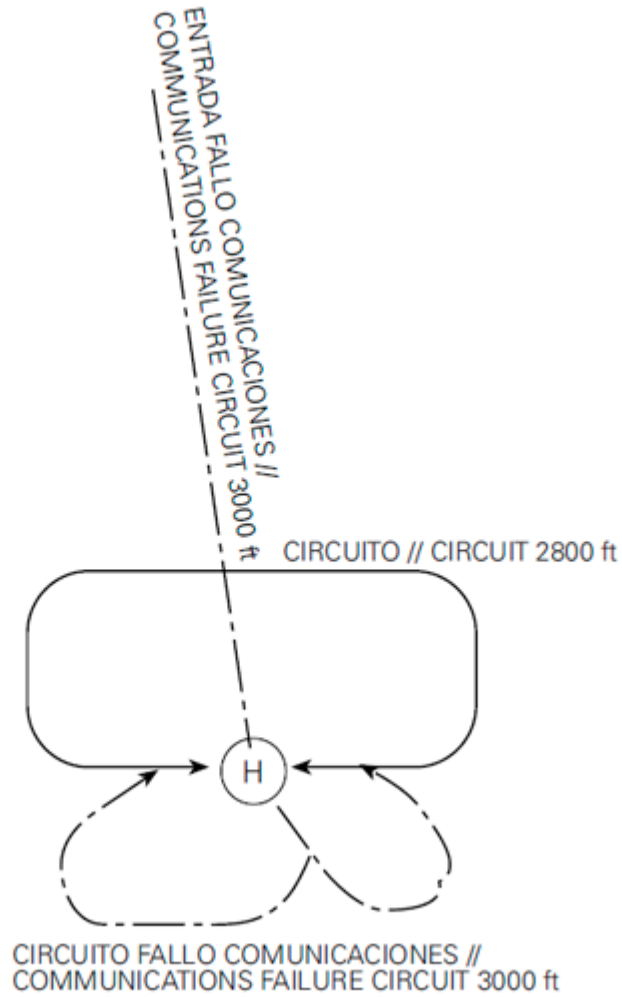 ENTRADA FALLO COMUNICACIONES //
COMMUNICATIONS FAILURE CIRCUIT 3000 ft
CIRCUITO // CIRCUIT 2800 ft
H
CIRCUITO FALLO COMUNICACIONES //
COMMUNICATIONS FAILURE CIRCUIT 3000 ft